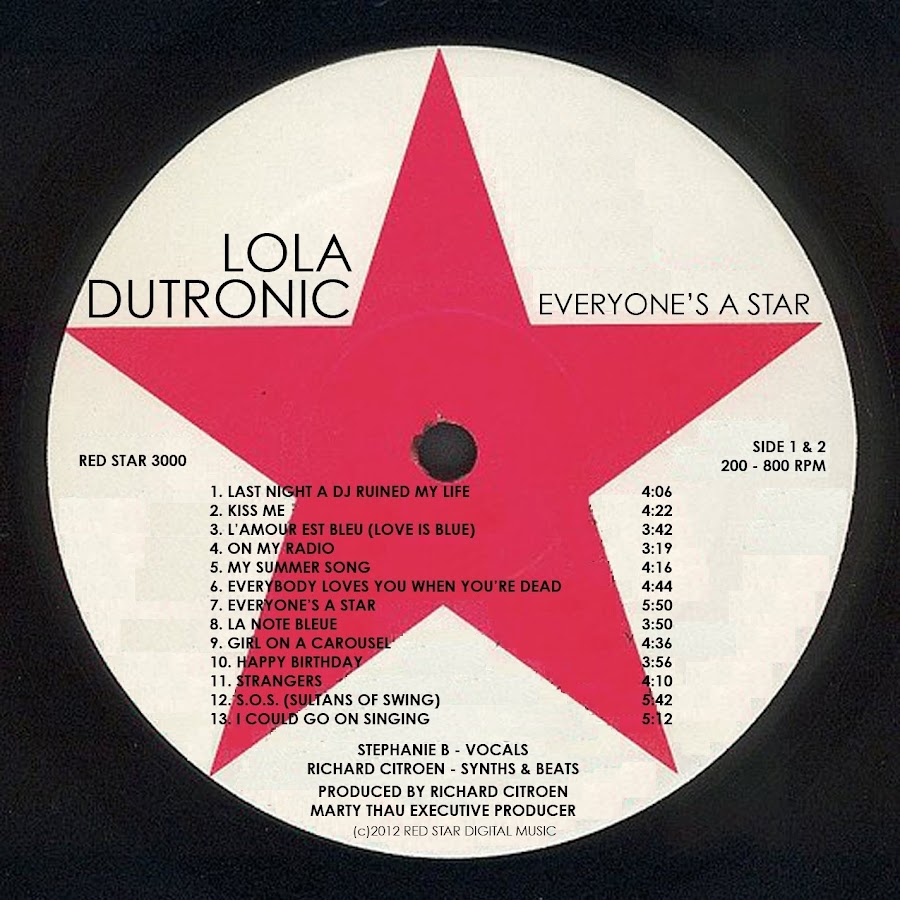 LOLA
DUTRONIC
EVERYONE'S A STAR
RED STAR 3000
SIDE 1 & 2
200 - 800 RPM
1. LAST NIGHT A DJ RUINED MY LIFE 4:06
2. KISS ME 4:22
3. L'AMOUR EST BLEU (LOVE IS BLUE) 3:42
4. ON MY RADIO 3:19
5. MY SUMMER SONG 4:16
6. EVERYBODY LOVES YOU WHEN YOU'RE DEAD 4:44
7. EVERYONE'S A STAR 5:50
8. LA NOTE BLEUE 3:50
9. GIRL ON A CAROUSEL 4:36
10. HAPPY BIRTHDAY 3:56
11. STRANGERS 4:10
12. S.O.S. (SULTANS OF SWING) 5:42
13. I COULD GO ON SINGING 5:12
STEPHANIE B - VOCALS
RICHARD CITROEN - SYNTHS & BEATS
PRODUCED BY RICHARD CITROEN
MARTY THAU EXECUTIVE PRODUCER
(c)2012 RED STAR DIGITAL MUSIC